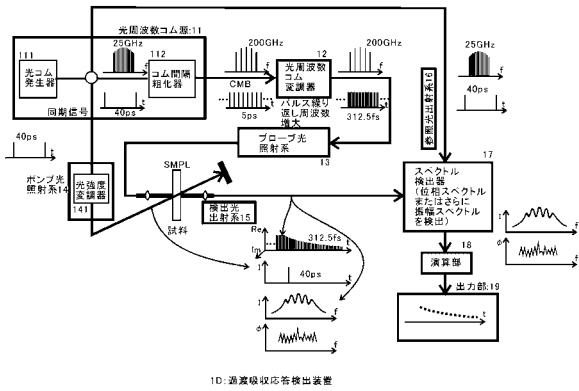 光周波数コム源:11
111
光コム
発生器
25GHz
f
40ps
t
112
コム間隔
粗化器
同期信号
200GHz
f
CMB
t
5ps
12
光周波数
コム
変調器
パルス繰り
返し周波数
増大
200GHz
f
t
312.5fs
参照光出射系16
25GHz
f
t
40ps
40ps
t
プローブ光
照射系
13
ポンプ光
照射系14
光強度
変調器
141
SMPL
試料
検出光
出射系15
17
スペクトル
検出器
(位相スペクトル
またはさらに
振幅スペクトル
を検出)
I
f
φ
f
18
演算部
出力部:19
t
Re
Im
312.5fs
t
I
40ps
t
I
f
φ
f
1D:過渡吸収応答検出装置